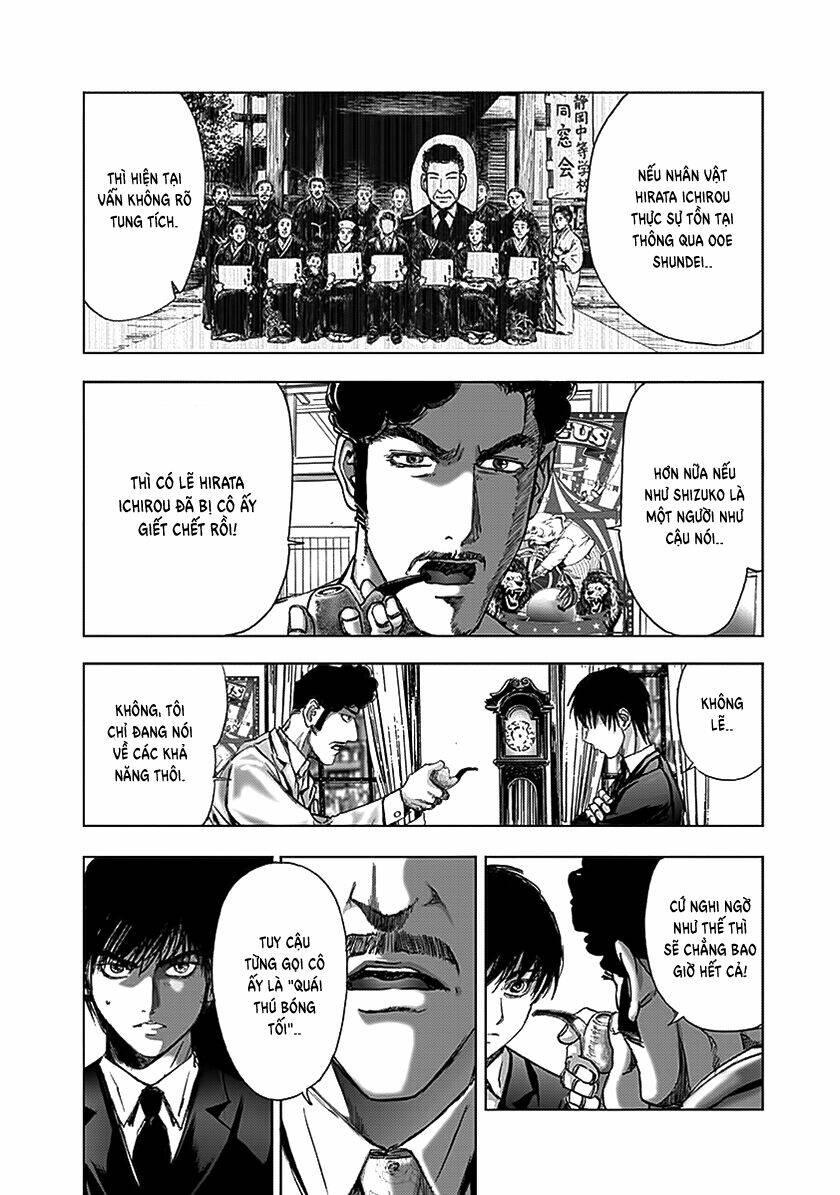 静岡中等学校
同窓会
NẾU NHÂN VẬT
HIRATA ICHIROU
THỰC SỰ TỒN TẠI
THÔNG QUA OOE
SHUNDEI..
THÌ HIỆN TẠI
VẪN KHÔNG RÕ
TUNG TÍCH.
HƠN NỮA NẾU
NHƯ SHIZUKO LÀ
MỘT NGƯỜI NHƯ
CẬU NÓI..
THÌ CÓ LẼ HIRATA
ICHIROU ĐÃ BỊ CÔ ẤY
GIẾT CHẾT RỒI!
KHÔNG
LẼ..
KHÔNG, TÔI
CHỈ ĐANG NÓI
VỀ CÁC KHẢ
NĂNG THÔI.
CỨ NGHI NGỜ
NHƯ THẾ THÌ
SẼ CHẲNG BAO
GIỜ HẾT CẢ!
TUY CẬU
TỪNG GỌI CÔ
ẤY LÀ "QUÁI
THÚ BÓNG
TỐI"..